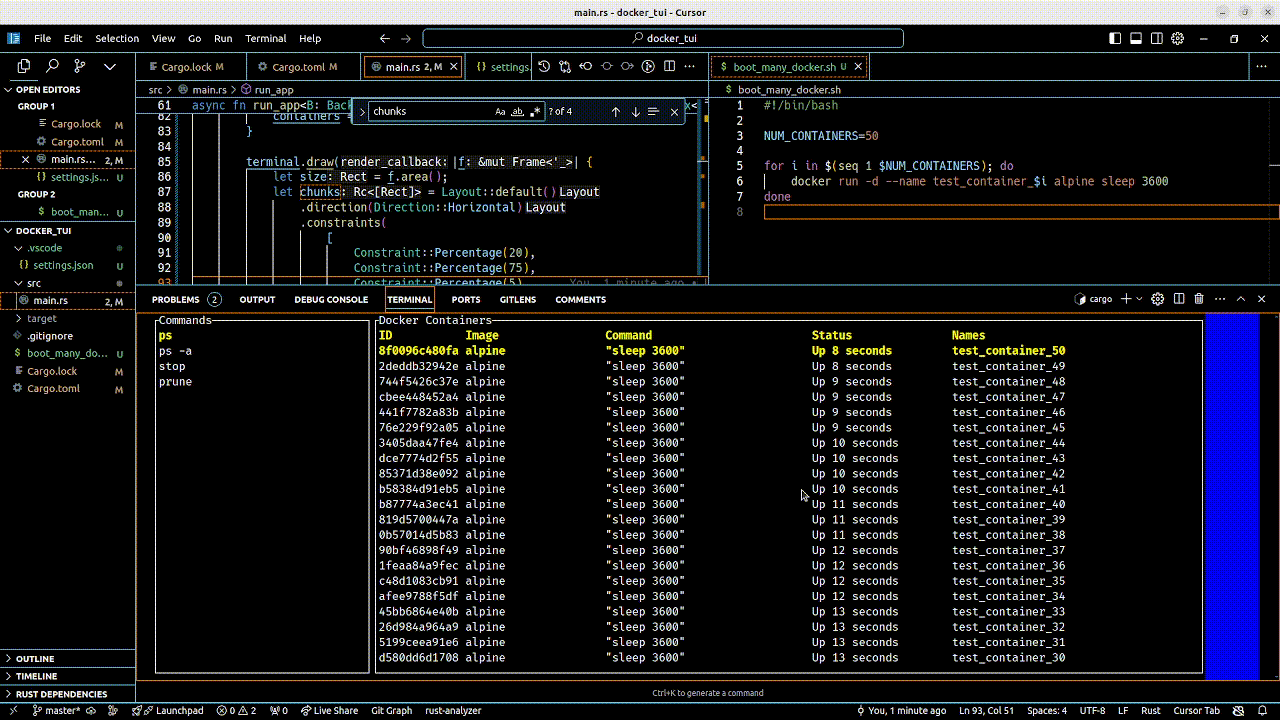 main.rs - docker_tui - Cursor
File Edit Selection View Go Run Terminal Help
docker_tui
Cargo.lock M
Cargo.toml M
main.rs 2, M
settings.
boot_many_docker.sh U
OPEN EDITORS
GROUP 1
Cargo.lock M
Cargo.toml M
main.rs... 2, M
settings.js... U
GROUP 2
boot_man... U
DOCKER_TUI
.vscode
settings.json U
src
main.rs 2, M
target
.gitignore
boot_many_do... U
Cargo.lock M
Cargo.toml M
OUTLINE
TIMELINE
RUST DEPENDENCIES
src > main.rs > run_app
61 async fn run_app<B: Back
chunks
Aa ab .*
? of 4
82 containers =
83 }
84
85 terminal.draw(render_callback: |f: &mut Frame<'_>| {
86 let size: Rect = f.area();
87 let chunks: Rc<[Rect]> = Layout::default() Layout
88 .direction(Direction::Horizontal) Layout
89 .constraints(
90 [
91 Constraint::Percentage(20),
92 Constraint::Percentage(75),
93 Constraint::Percentage(5), You, 1 minute ago •
boot_many_docker.sh
1 #!/bin/bash
2
3 NUM_CONTAINERS=50
4
5 for i in $(seq 1 $NUM_CONTAINERS); do
6 docker run -d --name test_container_$i alpine sleep 3600
7 done
8
PROBLEMS 2 OUTPUT DEBUG CONSOLE TERMINAL PORTS GITLENS COMMENTS
cargo
Commands
ps
ps -a
stop
prune
Docker Containers
ID Image Command Status Names
8f0096c480fa alpine "sleep 3600" Up 8 seconds test_container_50
2deddb32942e alpine "sleep 3600" Up 8 seconds test_container_49
744f5426c37e alpine "sleep 3600" Up 9 seconds test_container_48
cbee448452a4 alpine "sleep 3600" Up 9 seconds test_container_47
441f7782a83b alpine "sleep 3600" Up 9 seconds test_container_46
76e229f92a05 alpine "sleep 3600" Up 9 seconds test_container_45
3405daa47fe4 alpine "sleep 3600" Up 10 seconds test_container_44
dce7774d2f55 alpine "sleep 3600" Up 10 seconds test_container_43
85371d38e092 alpine "sleep 3600" Up 10 seconds test_container_42
b58384d91eb5 alpine "sleep 3600" Up 10 seconds test_container_41
b87774a3ec41 alpine "sleep 3600" Up 11 seconds test_container_40
819d5700447a alpine "sleep 3600" Up 11 seconds test_container_39
0b57014d5b83 alpine "sleep 3600" Up 11 seconds test_container_38
90bf46898f49 alpine "sleep 3600" Up 12 seconds test_container_37
1feaa84a9fec alpine "sleep 3600" Up 12 seconds test_container_36
c48d1083cb91 alpine "sleep 3600" Up 12 seconds test_container_35
afee9788f5df alpine "sleep 3600" Up 12 seconds test_container_34
45bb6864e40b alpine "sleep 3600" Up 13 seconds test_container_33
26d984a964a9 alpine "sleep 3600" Up 13 seconds test_container_32
5199ceea91e6 alpine "sleep 3600" Up 13 seconds test_container_31
d580dd6d1708 alpine "sleep 3600" Up 13 seconds test_container_30
Ctrl+K to generate a command
master* Launchpad 0 2 0 Live Share Git Graph rust-analyzer You, 1 minute ago Ln 93, Col 51 Spaces: 4 UTF-8 LF Rust Cursor Tab